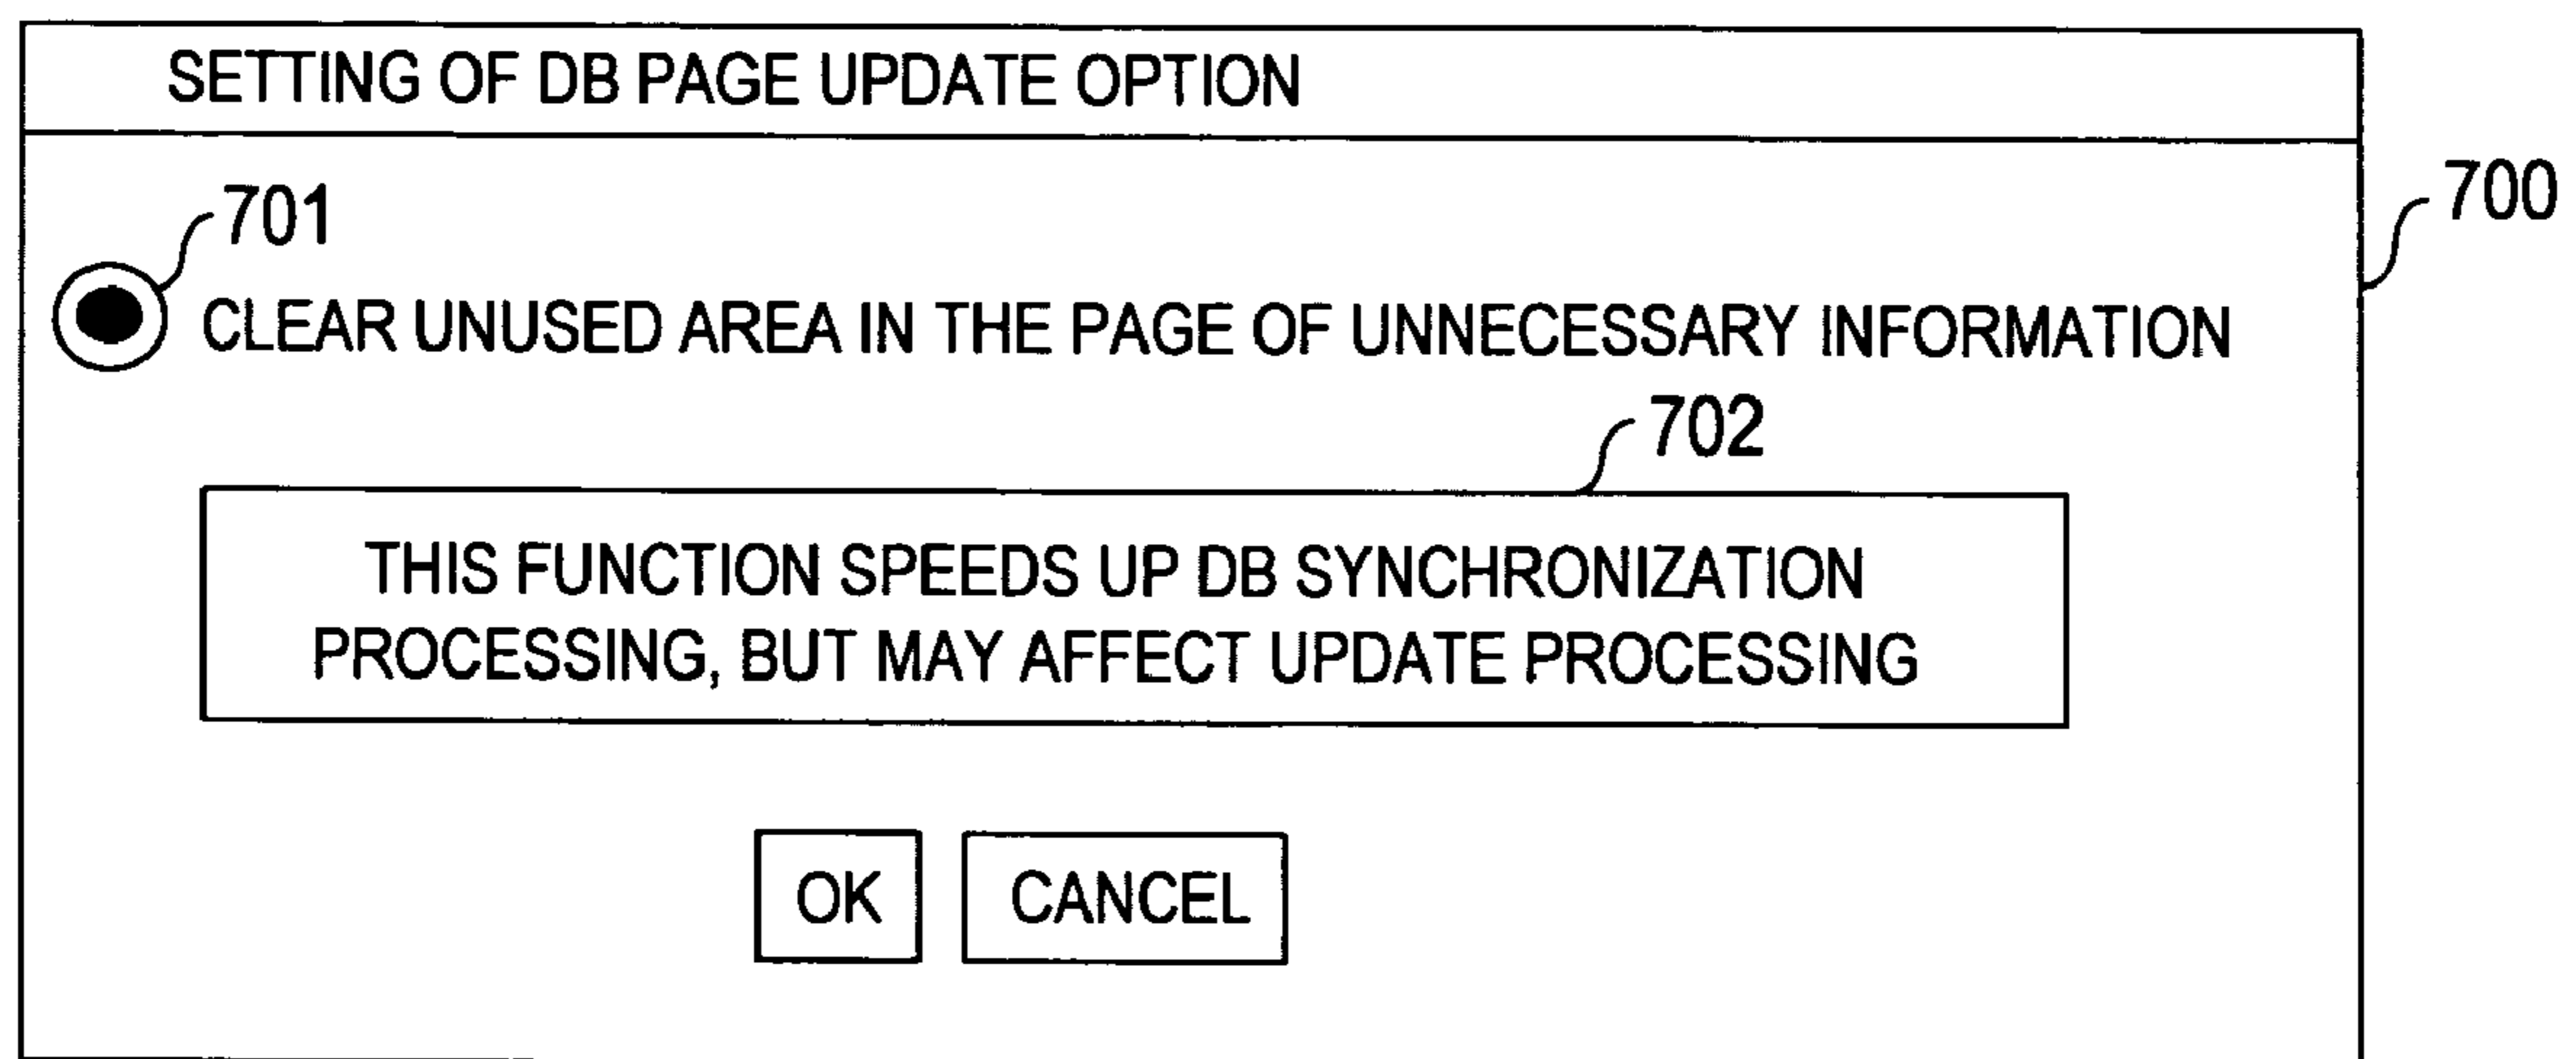 SETTING OF DB PAGE UPDATE OPTION
701
700
CLEAR UNUSED AREA IN THE PAGE OF UNNECESSARY INFORMATION
702
THIS FUNCTION SPEEDS UP DB SYNCHRONIZATION
PROCESSING, BUT MAY AFFECT UPDATE PROCESSING
OK
CANCEL